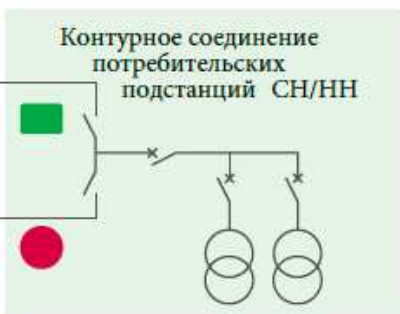 Контурное соединение
потребительских
подстанций СН/НН